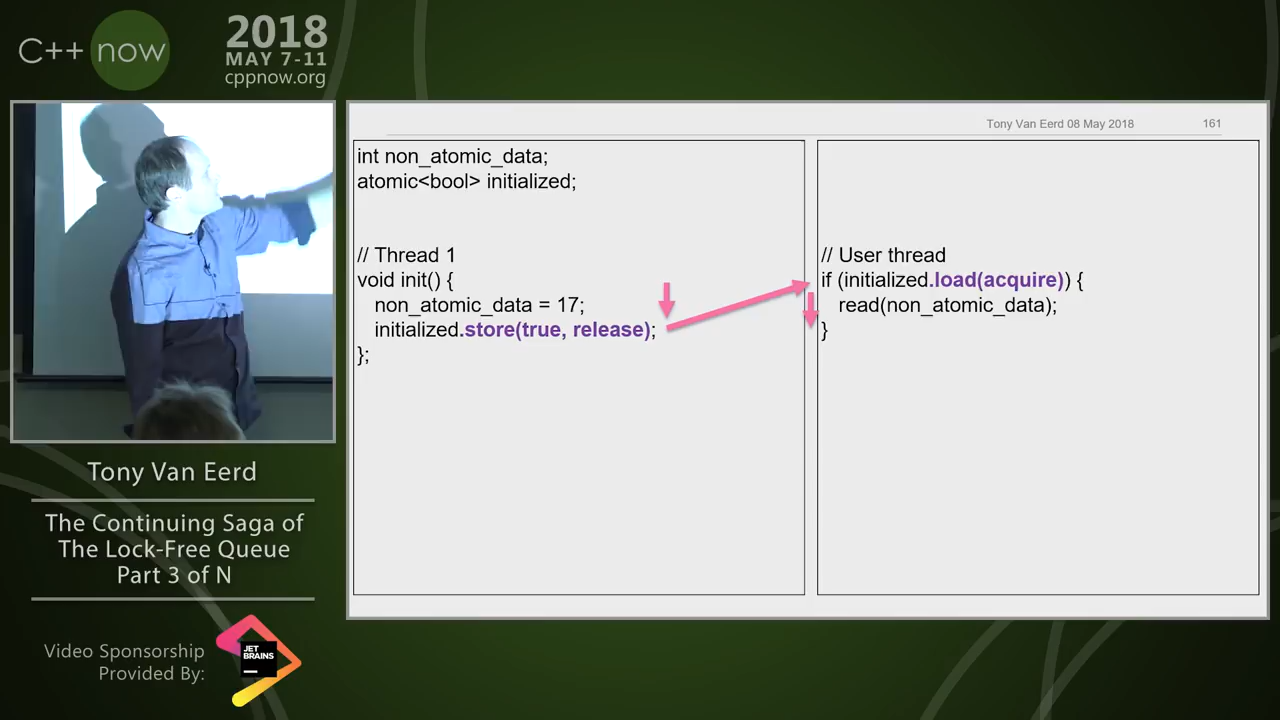 C++ now
2018
MAY 7-11
cppnow.org
Tony Van Eerd 08 May 2018
161
int non_atomic_data;
atomic<bool> initialized;
// Thread 1
void init() {
non_atomic_data = 17;
initialized.store(true, release);
};
// User thread
if (initialized.load(acquire)) {
read(non_atomic_data);
}
Tony Van Eerd
The Continuing Saga of
The Lock-Free Queue
Part 3 of N
Video Sponsorship
Provided By:
JET
BRAINS